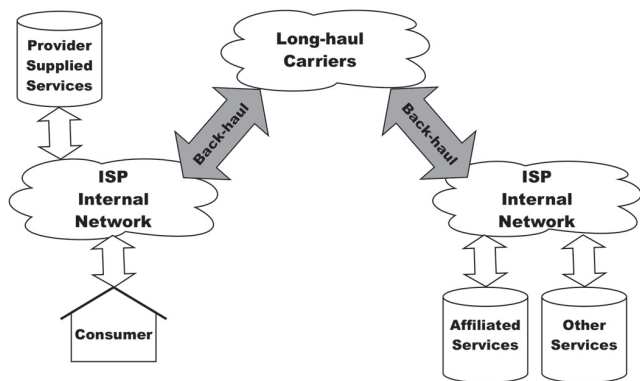 Provider
Supplied
Services
Long-haul
Carriers
Back-haul
Back-haul
ISP
Internal
Network
ISP
Internal
Network
Consumer
Affiliated
Services
Other
Services